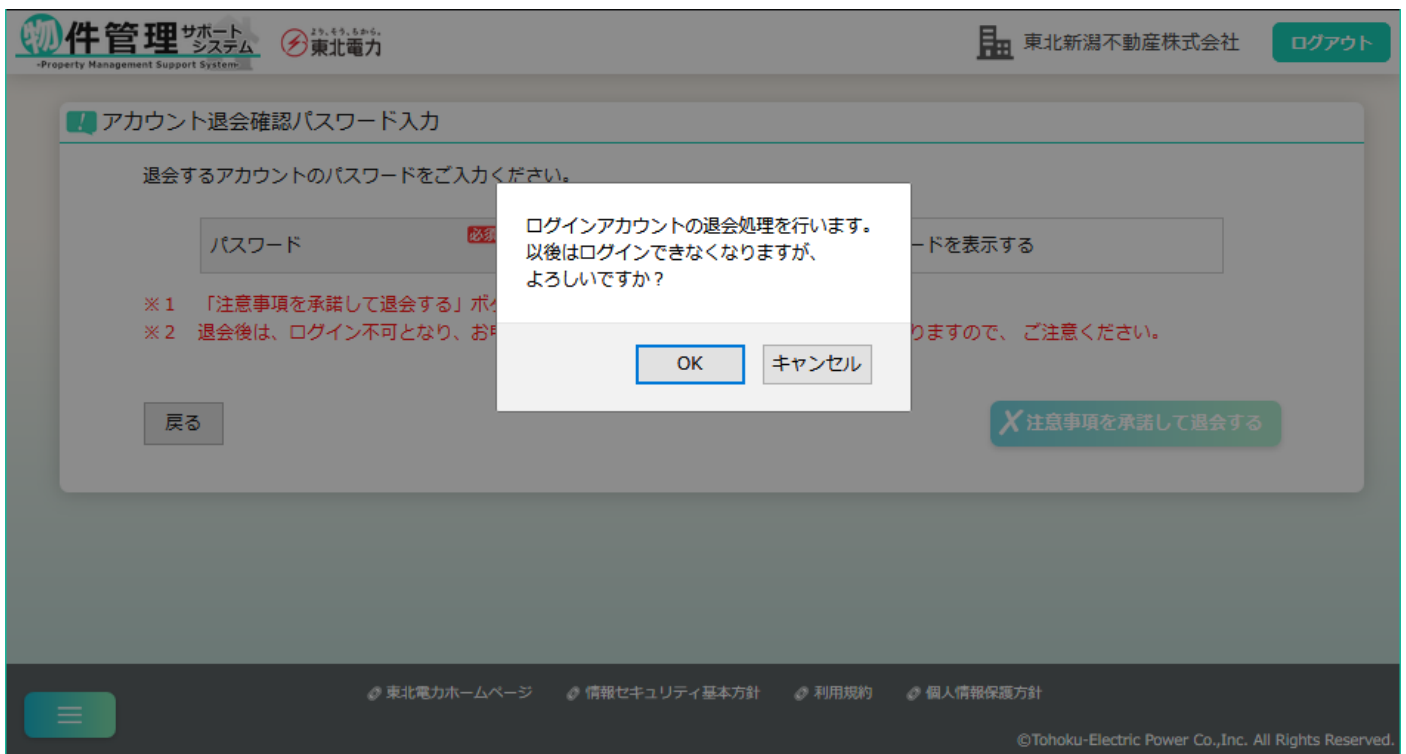 物件管理サポートシステム
-Property Management Support System-
より、そう、ちから。
東北電力
東北新潟不動産株式会社
ログアウト
アカウント退会確認パスワード入力
退会するアカウントのパスワードをご入力ください。
パスワード
必須
ードを表示する
ログインアカウントの退会処理を行います。
以後はログインできなくなりますが、
よろしいですか？
OK
キャンセル
※1 「注意事項を承諾して退会する」ボ
※2 退会後は、ログイン不可となり、お
りますので、 ご注意ください。
戻る
注意事項を承諾して退会する
東北電力ホームページ
情報セキュリティ基本方針
利用規約
個人情報保護方針
©Tohoku-Electric Power Co.,Inc. All Rights Reserved.